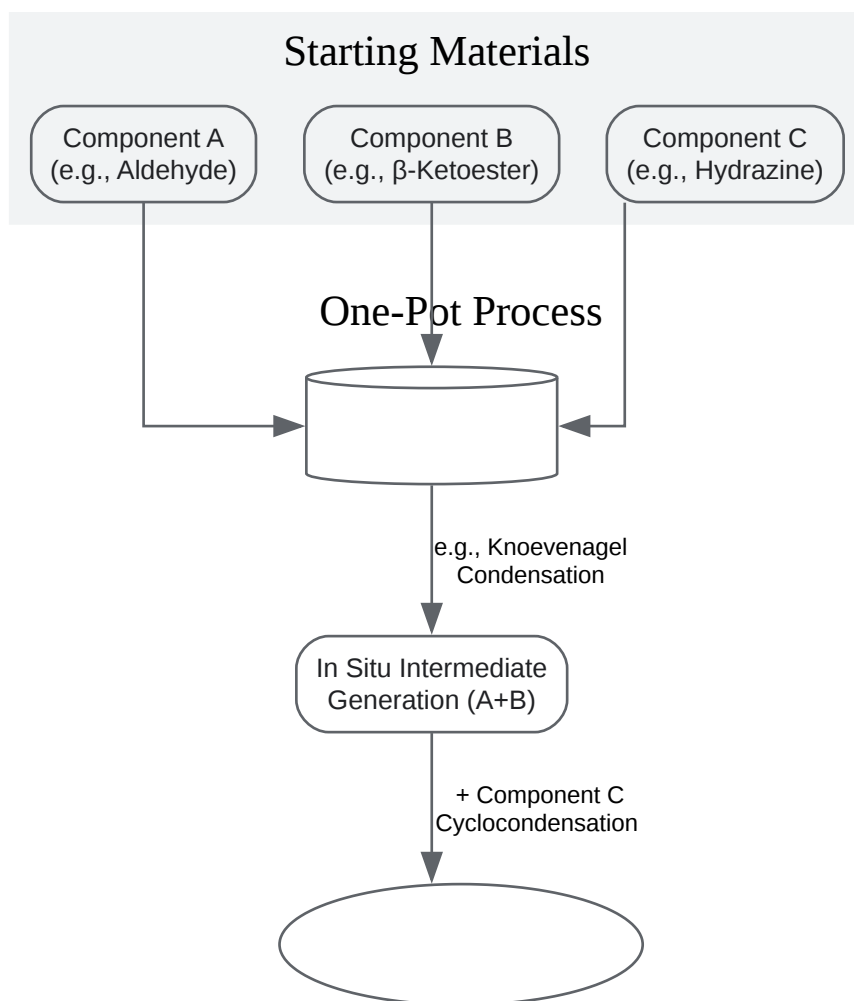 Starting Materials
Component A
(e.g., Aldehyde)
Component B
(e.g., β-Ketoester)
Component C
(e.g., Hydrazine)
One-Pot Process
e.g., Knoevenagel
Condensation
In Situ Intermediate
Generation (A+B)
+ Component C
Cyclocondensation